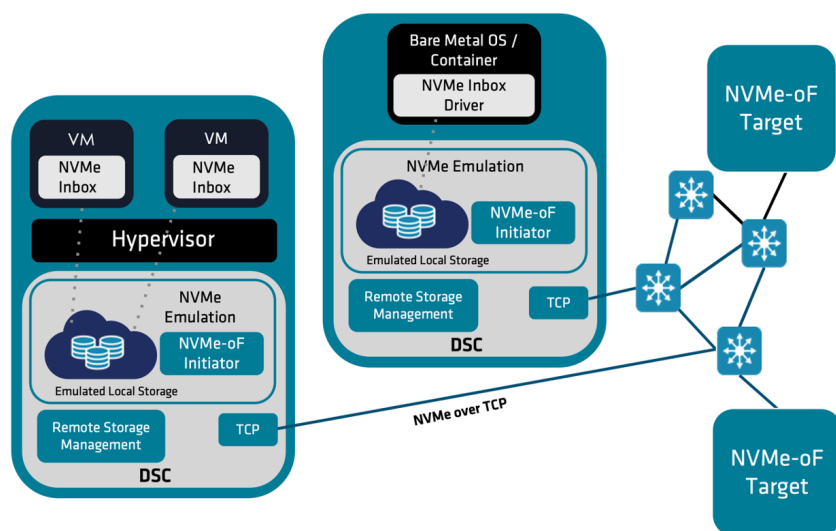 Bare Metal OS /
Container
NVMe Inbox
Driver
NVMe Emulation
NVMe-oF
Initiator
Emulated Local Storage
Remote Storage
Management
TCP
DSC
VM
NVMe
Inbox
VM
NVMe
Inbox
Hypervisor
NVMe
Emulation
NVMe-oF
Initiator
Emulated Local Storage
Remote Storage
Management
TCP
DSC
NVMe over TCP
NVMe-oF
Target
NVMe-oF
Target